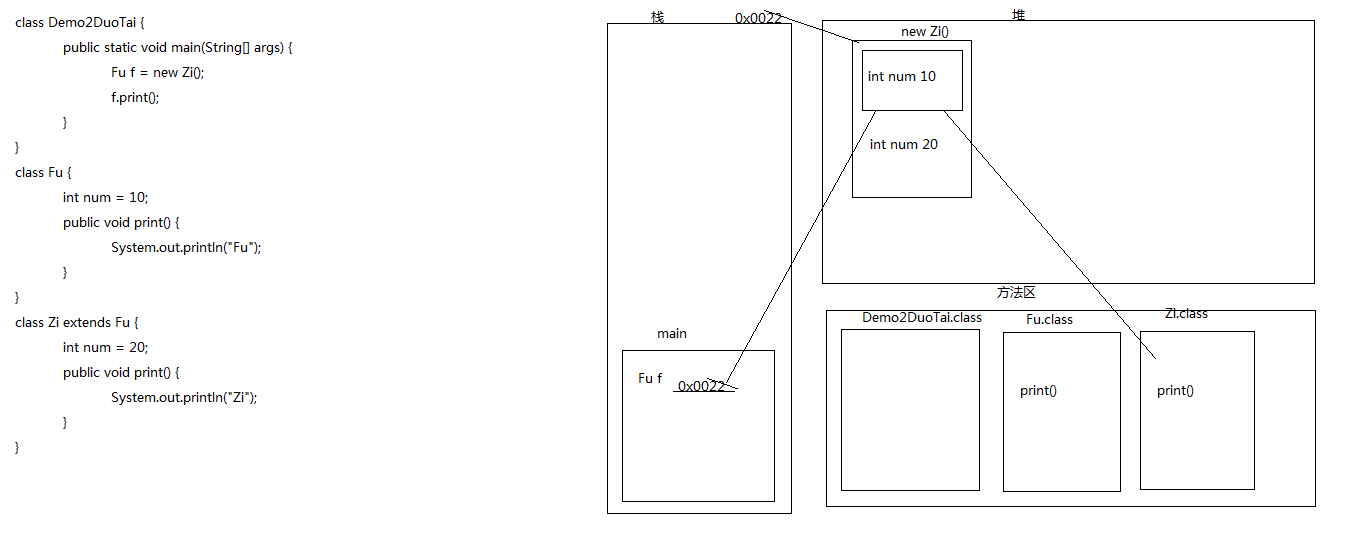 class Demo2DuoTai {
public static void main(String[] args) {
Fu f = new Zi();
f.print();
}
}
class Fu {
int num = 10;
public void print() {
System.out.println("Fu");
}
}
class Zi extends Fu {
int num = 20;
public void print() {
System.out.println("Zi");
}
}
栈
0x0022
main
Fu f
0x0022
堆
new Zi()
int num 10
int num 20
方法区
Demo2DuoTai.class
Fu.class
Zi.class
print()
print()